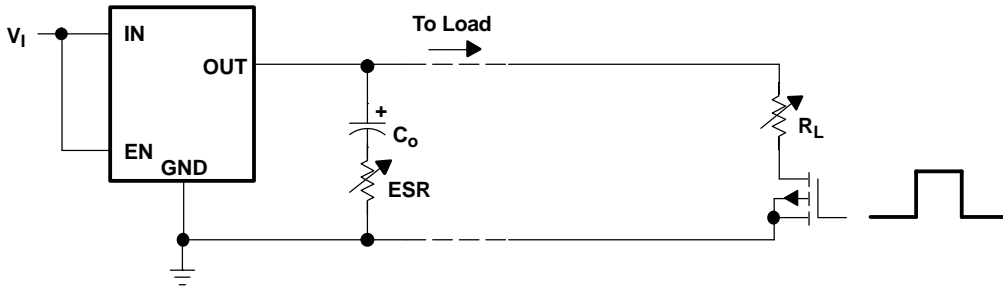 To Load
V_I
IN
OUT
+
C_o
R_L
EN
GND
ESR